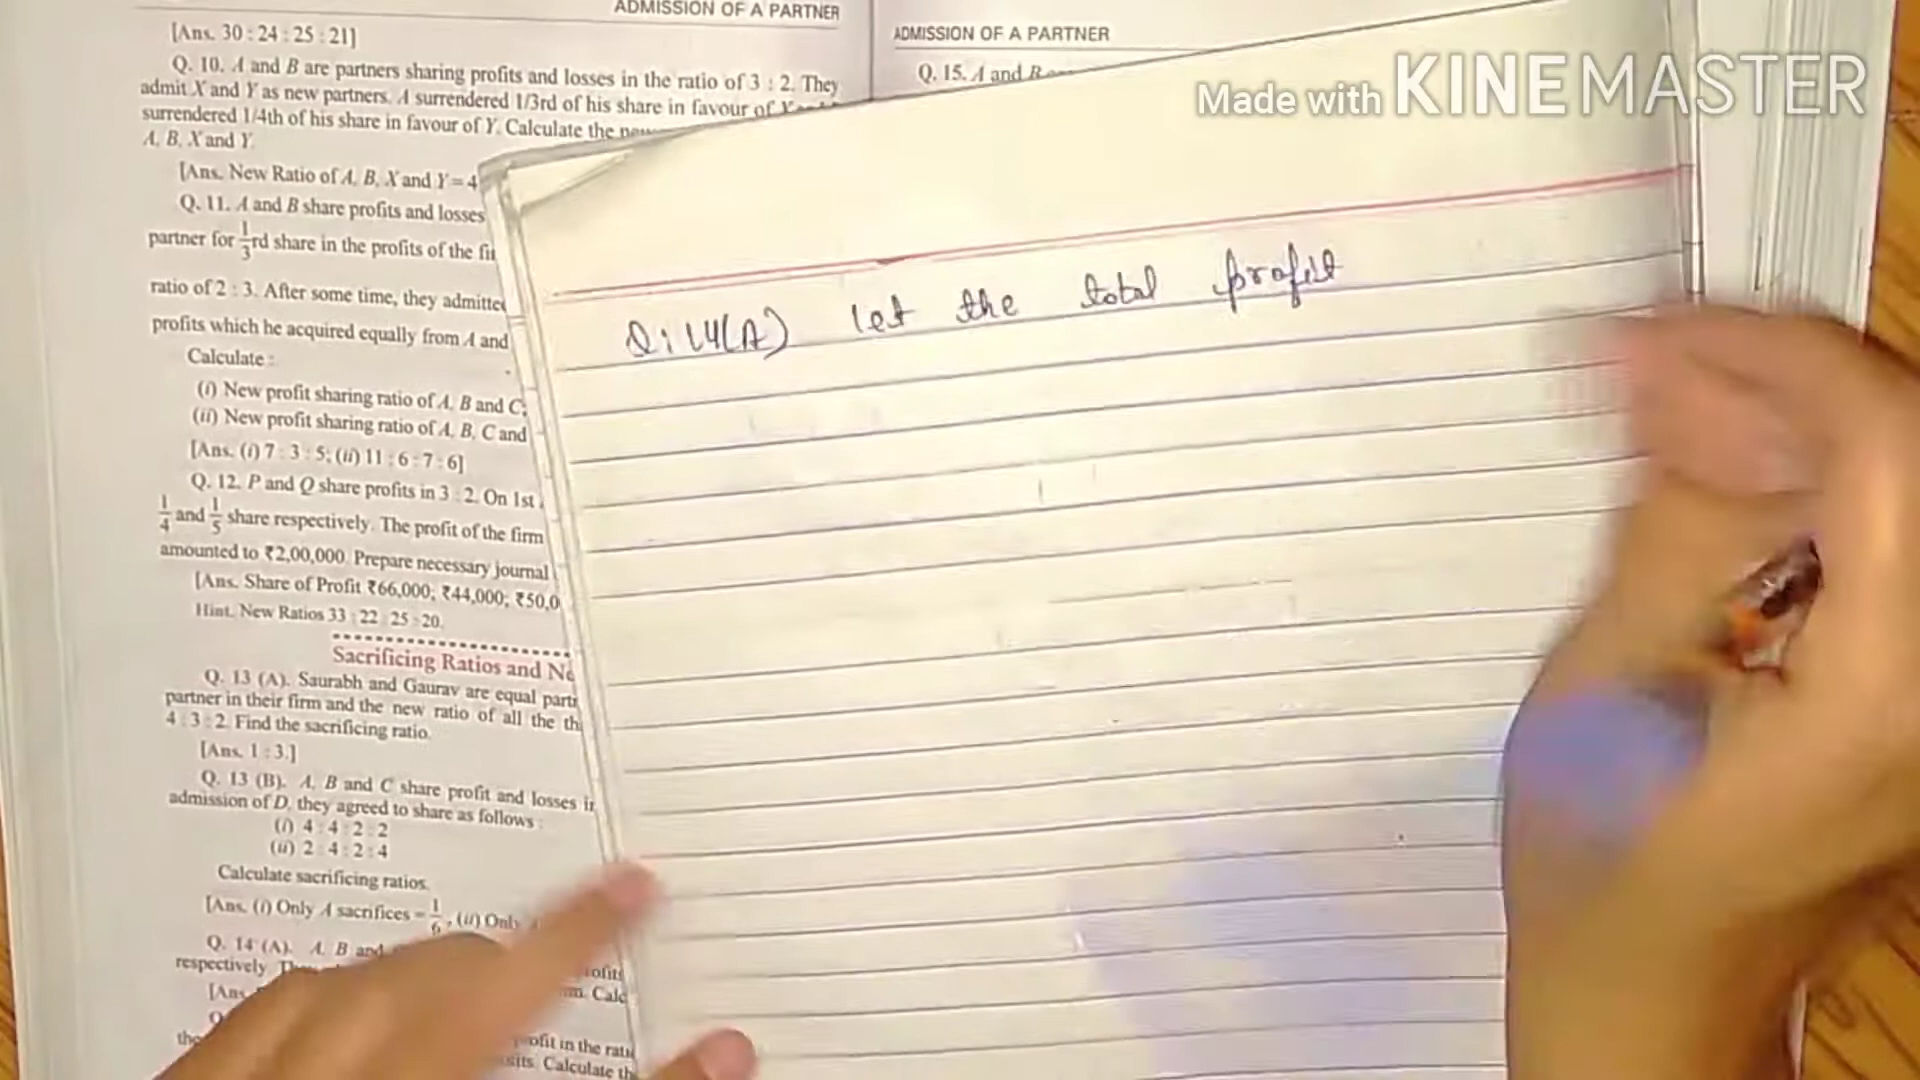 ADMISSION OF A PARTNER
[Ans. 30 : 24 : 25 : 21]
Q. 10. A and B are partners sharing profits and losses in the ratio of 3 : 2. They
admit X and Y as new partners. A surrendered 1/3rd of his share in favour of X
surrendered 1/4th of his share in favour of Y. Calculate the
A, B, X and Y.
[Ans. New Ratio of A, B, X and Y = 4
Q. 11. A and B share profits and losses
partner for 1/3rd share in the profits of the
ratio of 2 : 3. After some time, they admitted
profits which he acquired equally from A and
Calculate :
(i) New profit sharing ratio of A, B and C;
(ii) New profit sharing ratio of A, B, C and
[Ans. (i) 7 : 3 : 5; (ii) 11 : 6 : 7 : 6]
Q. 12. P and Q share profits in 3 : 2. On 1st
1/4 and 1/5 share respectively. The profit of the firm
amounted to ₹2,00,000. Prepare necessary journal
[Ans. Share of Profit ₹66,000; ₹44,000; ₹50,0
Hint. New Ratios 33 : 22 : 25 : 20.
Sacrificing Ratios and
Q. 13 (A). Saurabh and Gaurav are equal
partner in their firm and the new ratio of all the
4 : 3 : 2. Find the sacrificing ratio.
[Ans. 1 : 3.]
Q. 13 (B). A, B and C share profit and losses
admission of D, they agreed to share as follows :
(i) 4 : 4 : 2 : 2
(ii) 2 : 4 : 2 : 4
Calculate sacrificing ratios.
[Ans. (i) Only A sacrifices = 1/6, (ii) Only
Q. 14 (A). A, B and
respectively.
[Ans.
profit in the
Calculate
ADMISSION OF A PARTNER
Q. 15. A and B
Made with KINEMASTER
Q:14(A) let the total profit